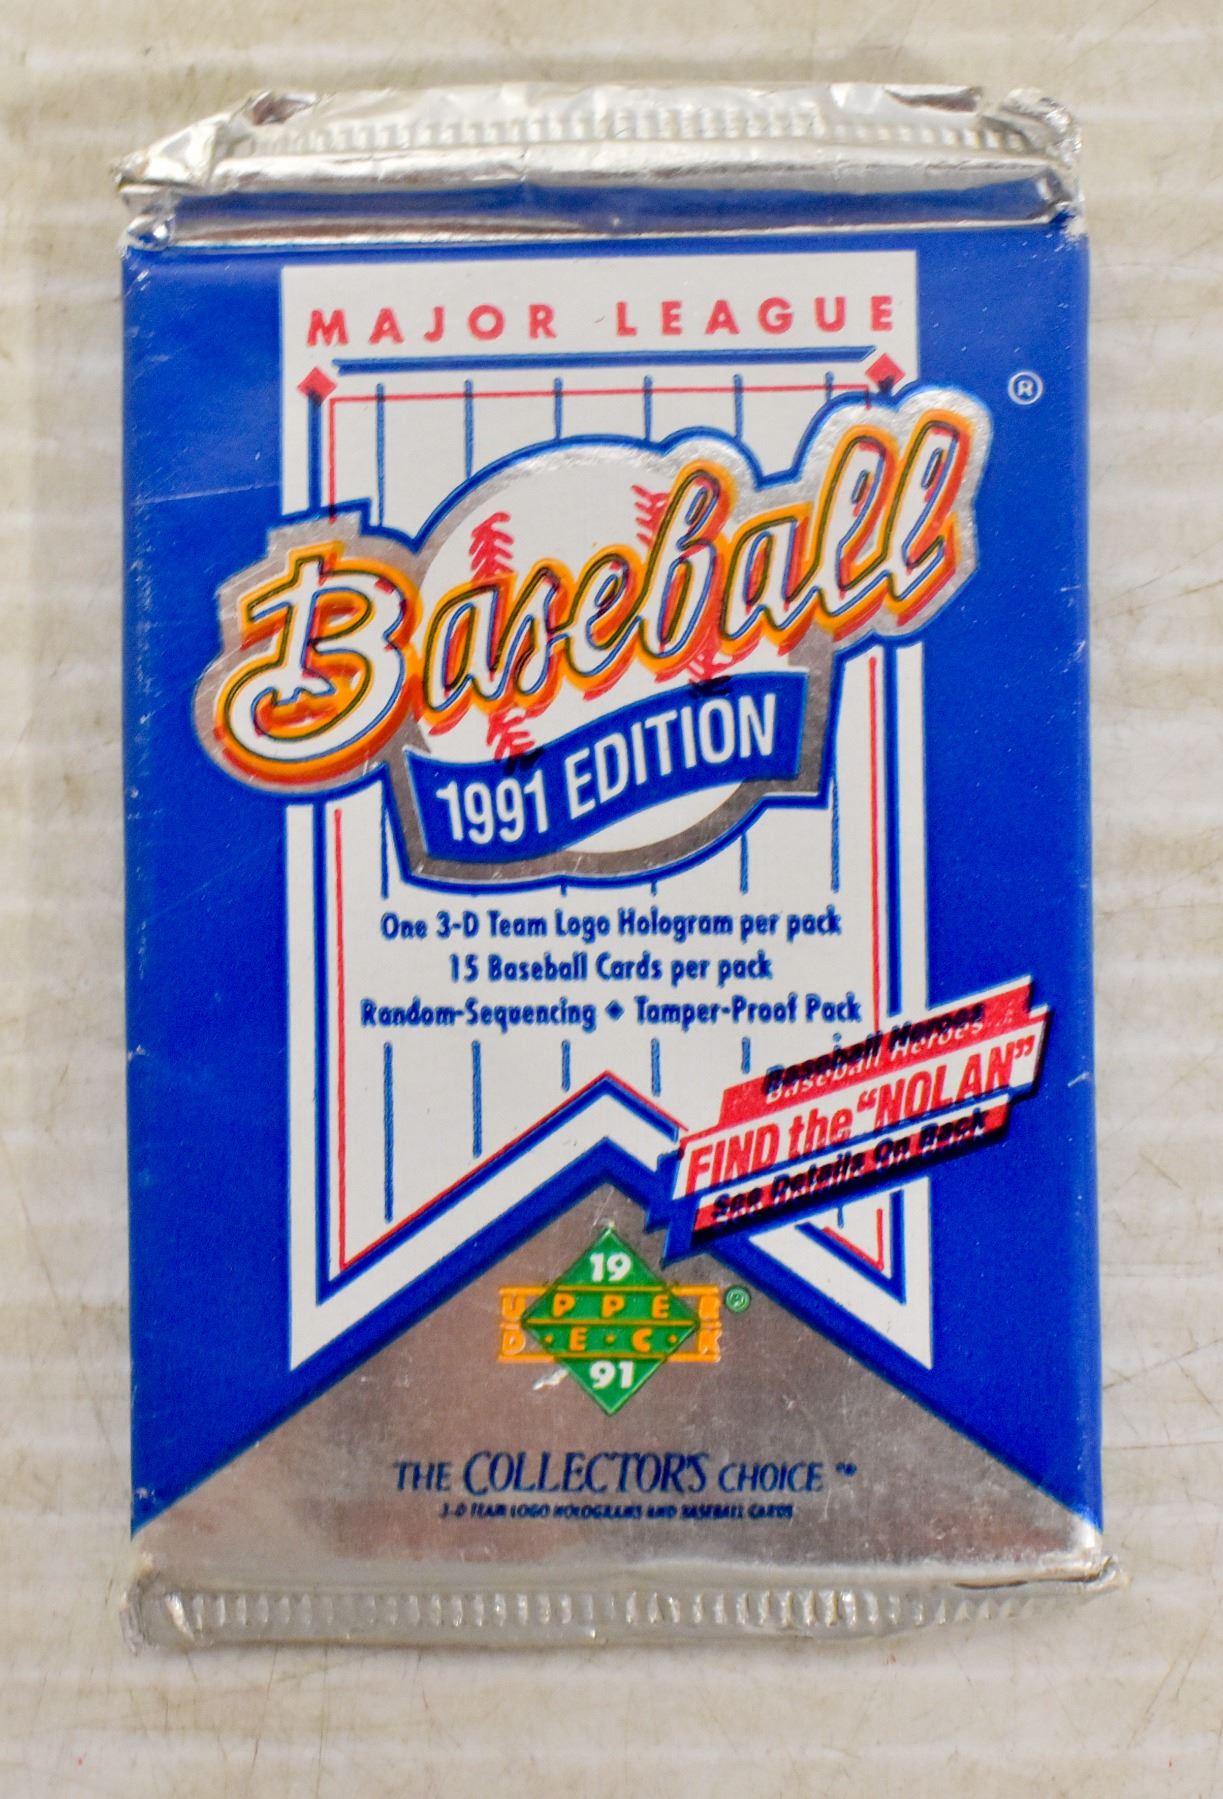 MAJOR LEAGUE
®
Baseball
1991 EDITION
One 3-D Team Logo Hologram per pack
15 Baseball Cards per pack
Random-Sequencing ◆ Tamper-Proof Pack
Baseball Heroes
FIND the "NOLAN"
See Details On Back
19
UPPER ®
D·E·C·K
91
THE COLLECTOR'S CHOICE ™
3-D TEAM LOGO HOLOGRAMS AND BASEBALL CARDS